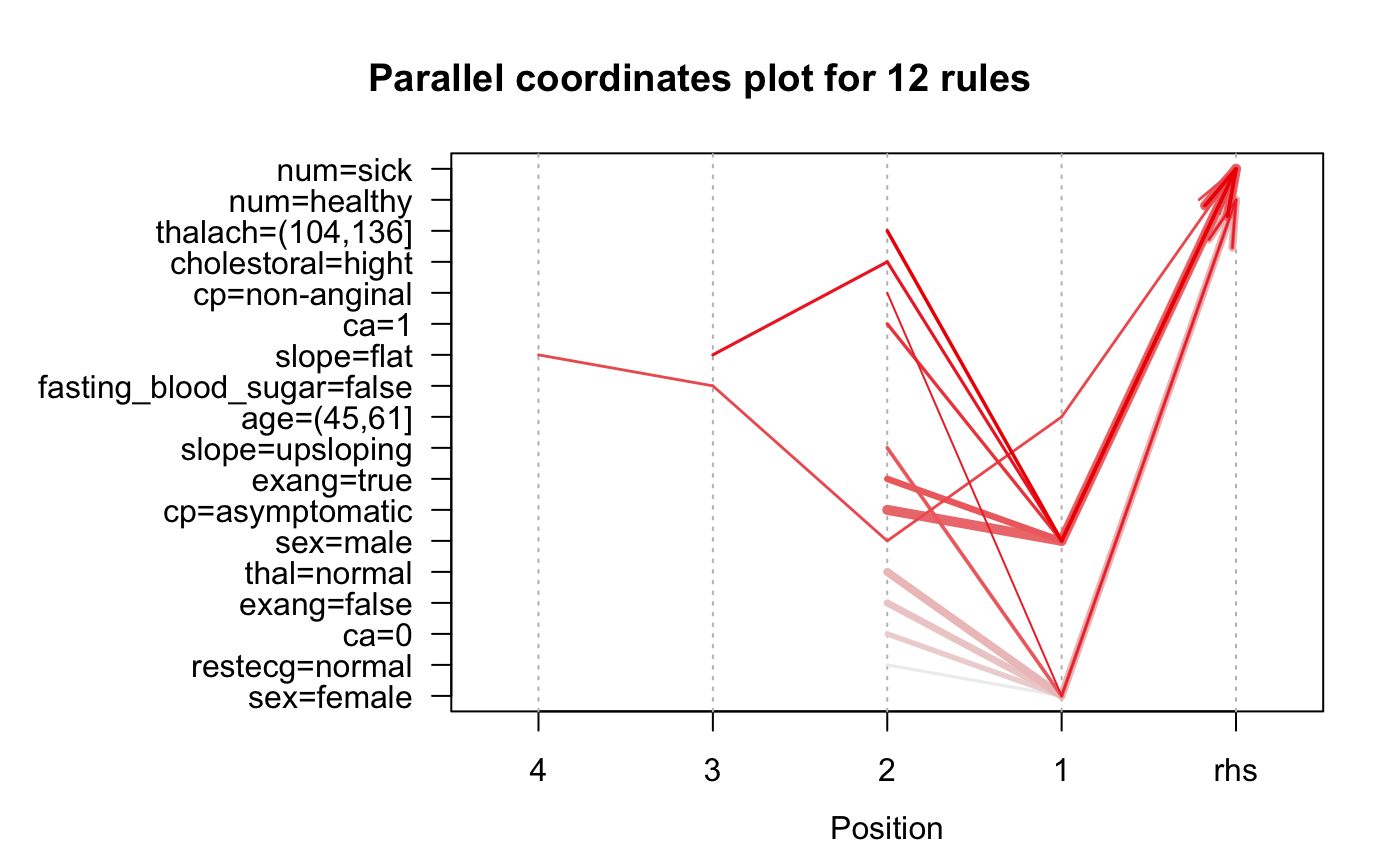 Parallel coordinates plot for 12 rules
num=sick
num=healthy
thalach=(104,136]
cholestoral=hight
cp=non-anginal
ca=1
slope=flat
fasting_blood_sugar=false
age=(45,61]
slope=upsloping
exang=true
cp=asymptomatic
sex=male
thal=normal
exang=false
ca=0
restecg=normal
sex=female
4 3 2 1 rhs
Position